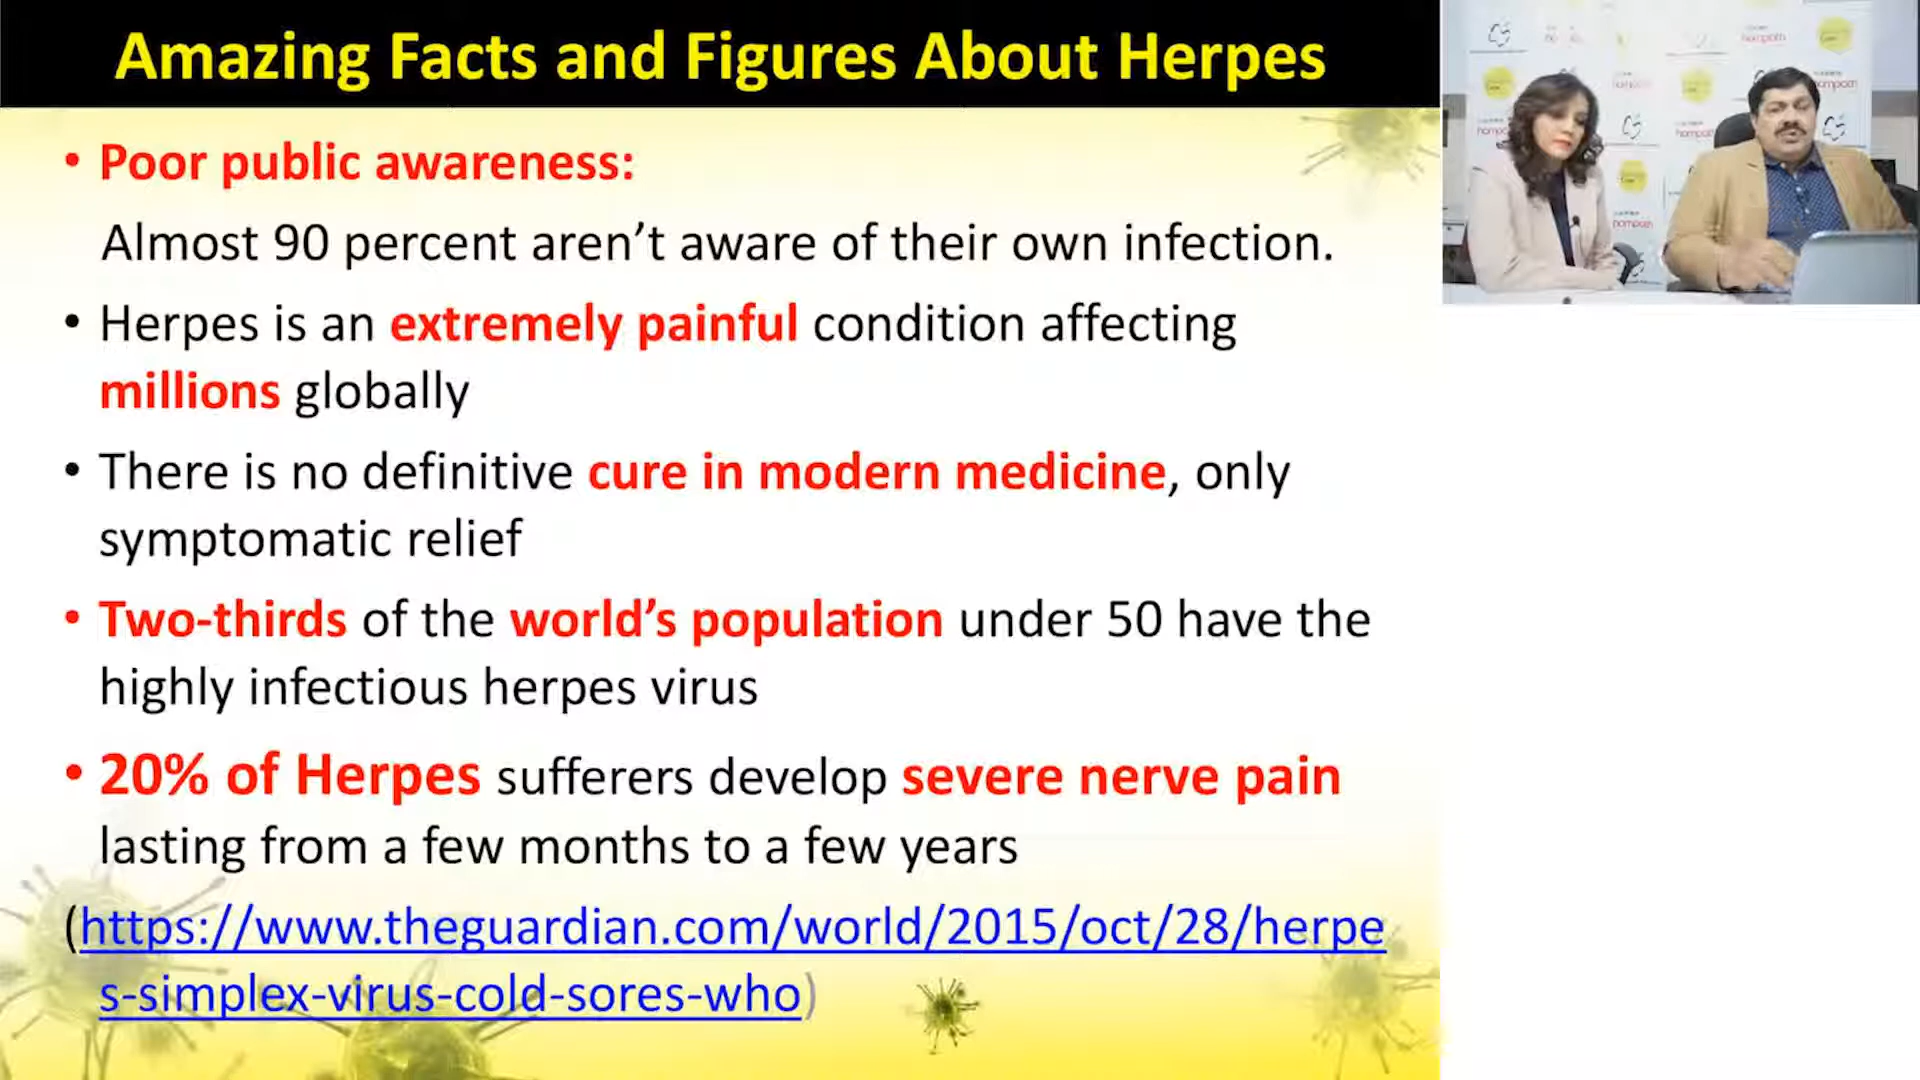 Amazing Facts and Figures About Herpes
• Poor public awareness:
Almost 90 percent aren’t aware of their own infection.
• Herpes is an extremely painful condition affecting
millions globally
• There is no definitive cure in modern medicine, only
symptomatic relief
• Two-thirds of the world’s population under 50 have the
highly infectious herpes virus
• 20% of Herpes sufferers develop severe nerve pain
lasting from a few months to a few years
(https://www.theguardian.com/world/2015/oct/28/herpe
s-simplex-virus-cold-sores-who)
hompath